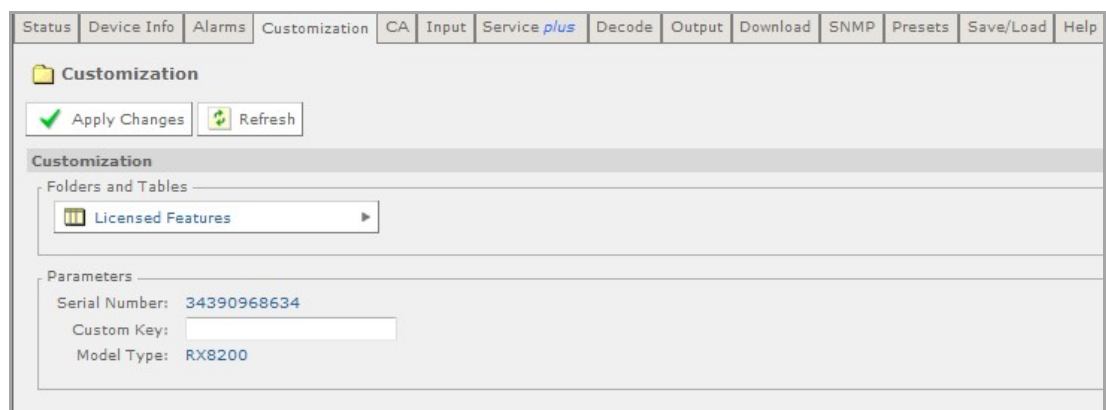 Status Device Info Alarms Customization CA Input Service plus Decode Output Download SNMP Presets Save/Load Help
Customization
Apply Changes Refresh
Customization
Folders and Tables
Licensed Features
Parameters
Serial Number: 34390968634
Custom Key:
Model Type: RX8200